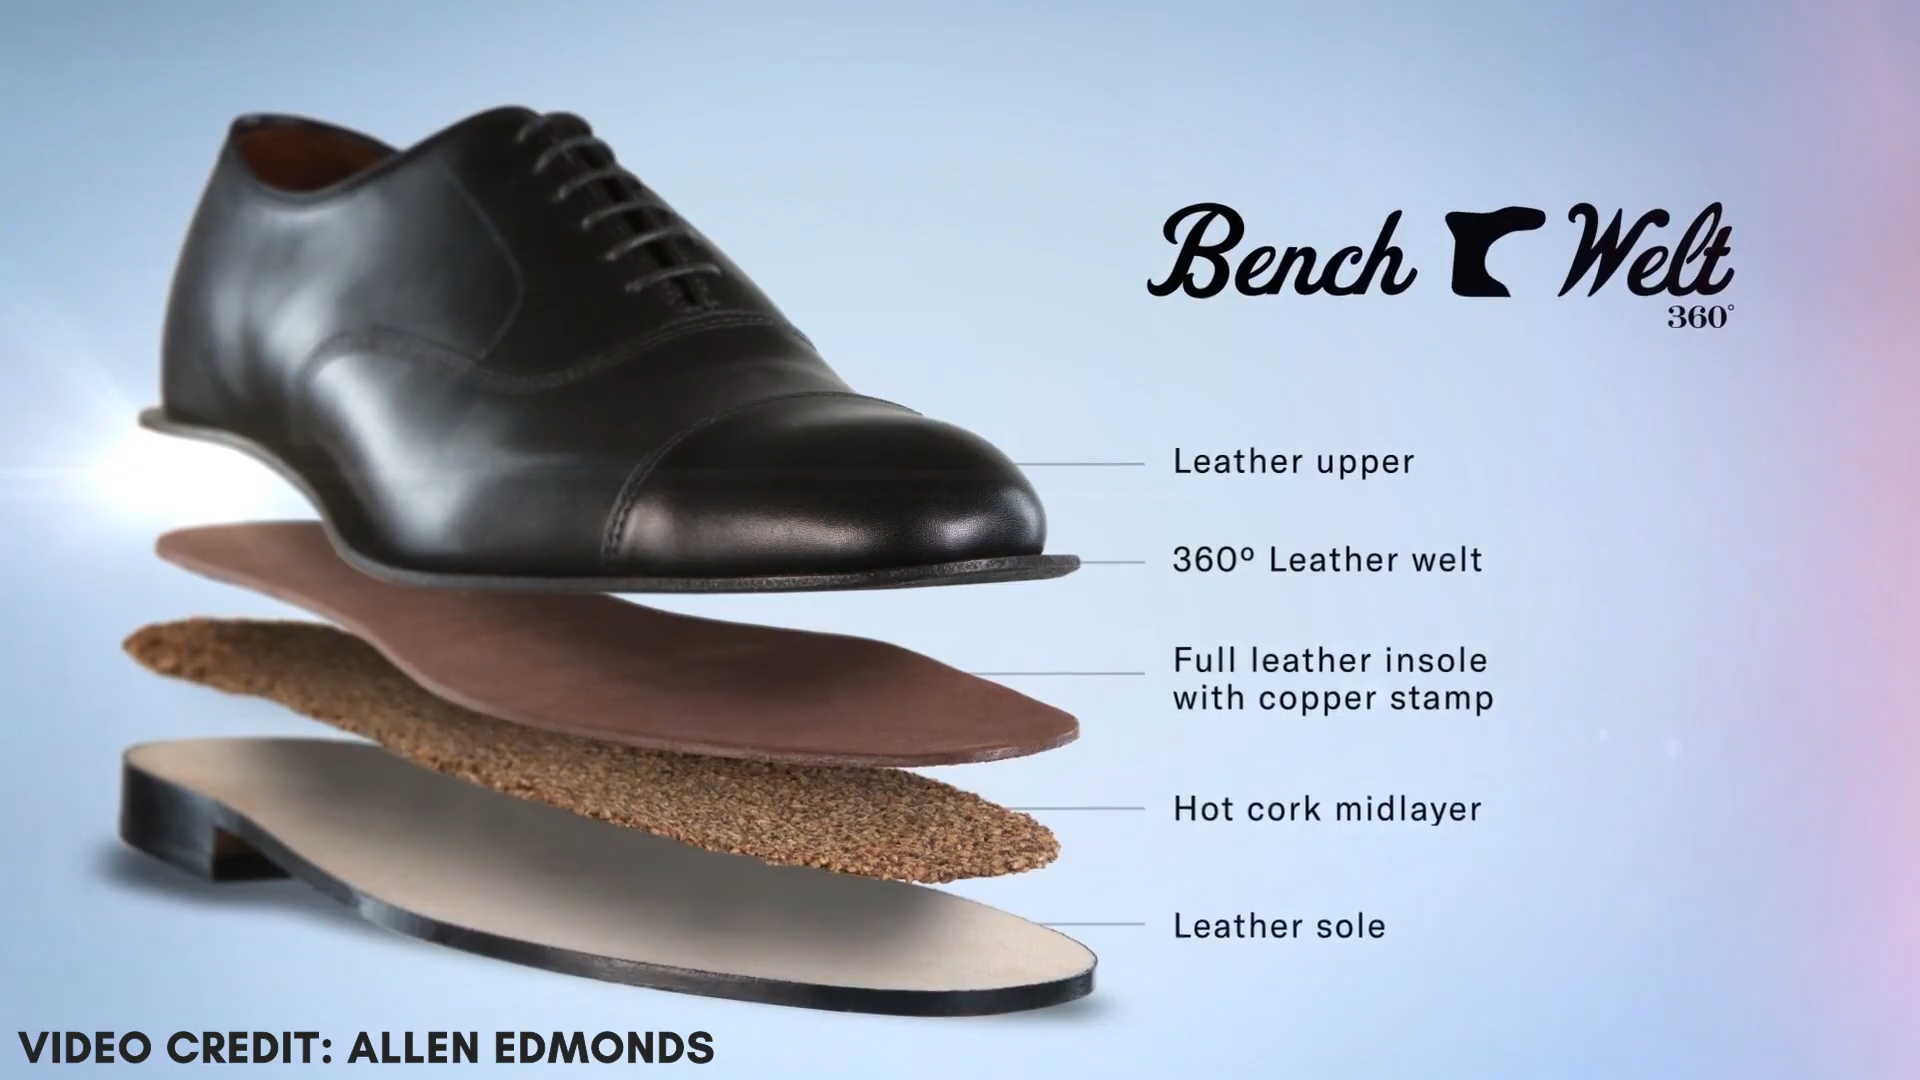 Bench Welt
360°
Leather upper
360º Leather welt
Full leather insole
with copper stamp
Hot cork midlayer
Leather sole
VIDEO CREDIT: ALLEN EDMONDS